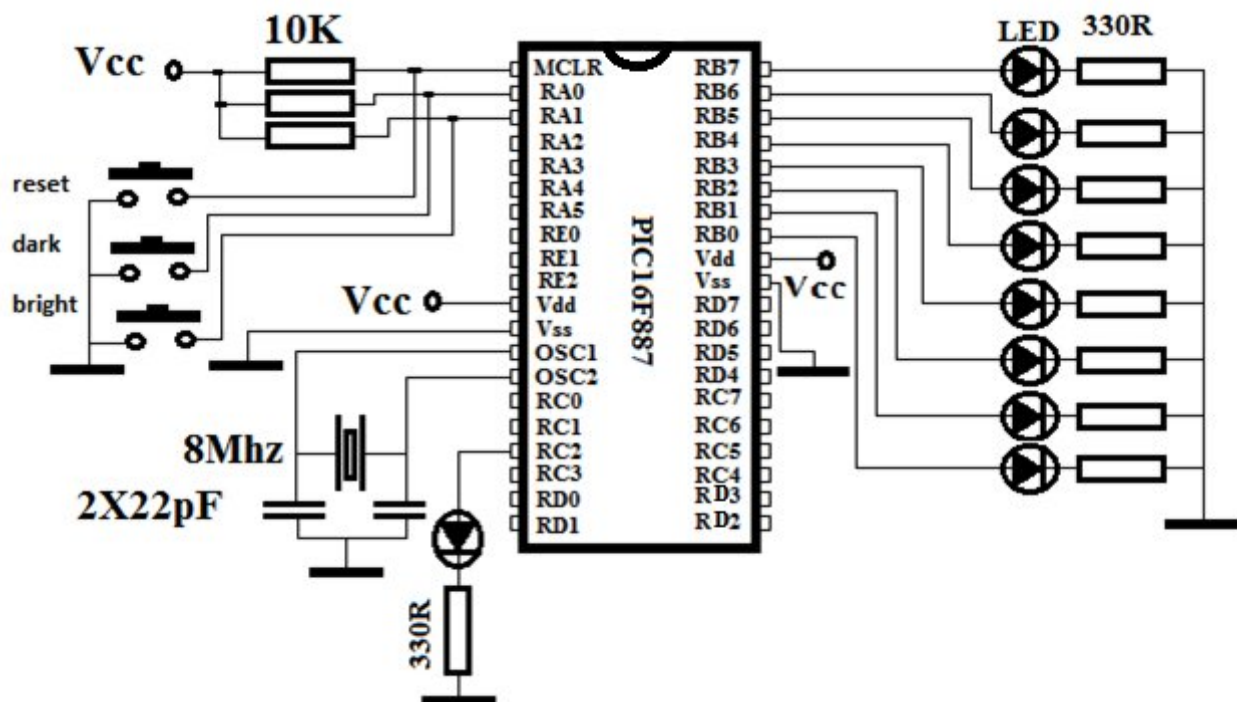 10K
Vcc
reset
dark
bright
Vcc
8Mhz
2X22pF
330R
PIC16F887
MCLR
RA0
RA1
RA2
RA3
RA4
RA5
RE0
RE1
RE2
Vdd
Vss
OSC1
OSC2
RC0
RC1
RC2
RC3
RD0
RD1
RB7
RB6
RB5
RB4
RB3
RB2
RB1
RB0
Vdd
Vss
RD7
RD6
RD5
RD4
RC7
RC6
RC5
RC4
RD3
RD2
Vcc
LED
330R